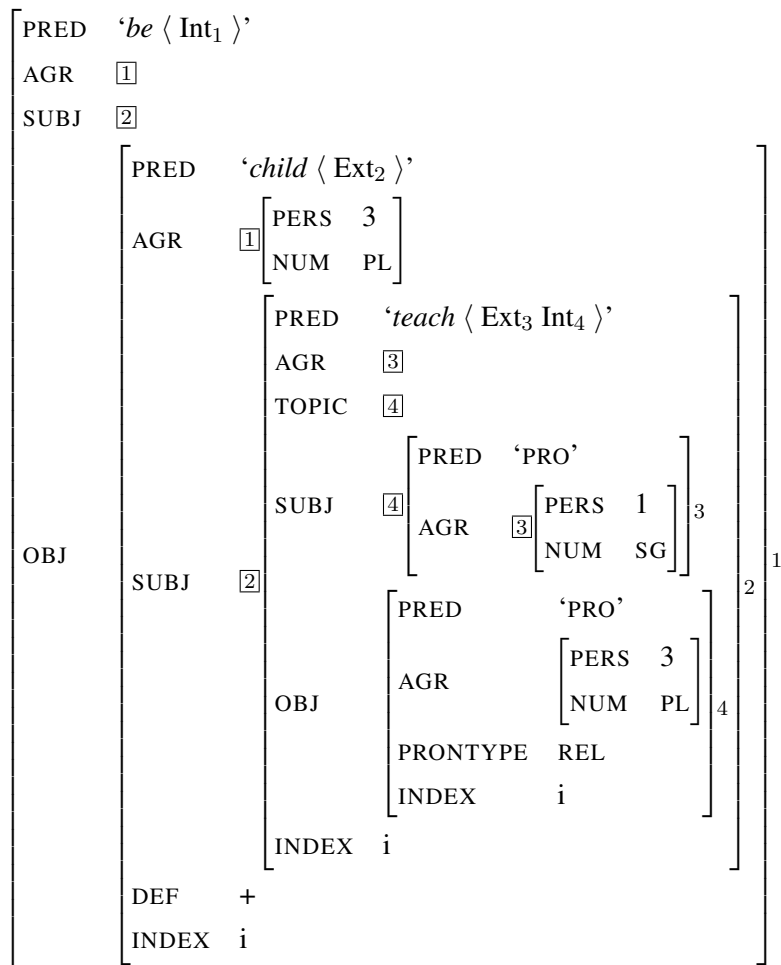 PRED ‘be ⟨ Int₁ ⟩’
AGR 1
SUBJ 2
PRED ‘child ⟨ Ext₂ ⟩’
AGR 1 PERS 3
NUM PL
PRED ‘teach ⟨ Ext₃ Int₄ ⟩’
AGR 3
TOPIC 4
SUBJ 4 PRED ‘PRO’
AGR 3 PERS 1
NUM SG
3
OBJ
SUBJ 2
OBJ PRED ‘PRO’
AGR PERS 3
NUM PL
PRONTYPE REL
INDEX i
4
INDEX i
2
DEF +
INDEX i
1